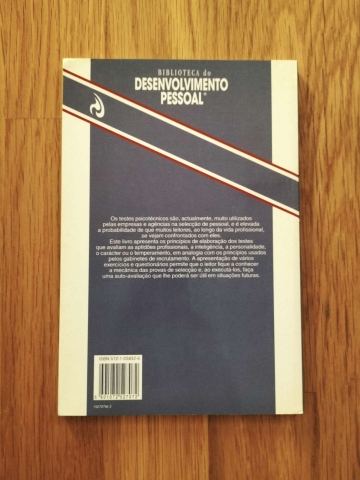 BIBLIOTECA do
DESENVOLVIMENTO
PESSOAL
Os testes psicotécnicos são, actualmente, muito utilizados
pelas empresas e agências na selecção de pessoal, e é elevada
a probabilidade de que muitos leitores, ao longo da vida profissional,
se vejam confrontados com eles.
Este livro apresenta os princípios de elaboração dos testes
que avaliam as aptidões profissionais, a inteligência, a personalidade,
o carácter ou o temperamento, em analogia com os princípios usados
pelos gabinetes de recrutamento. A apresentação de vários
exercícios e questionários permite que o leitor fique a conhecer
a mecânica das provas de selecção e, ao executá-los, faça
uma auto-avaliação que lhe poderá ser útil em situações futuras.
ISBN